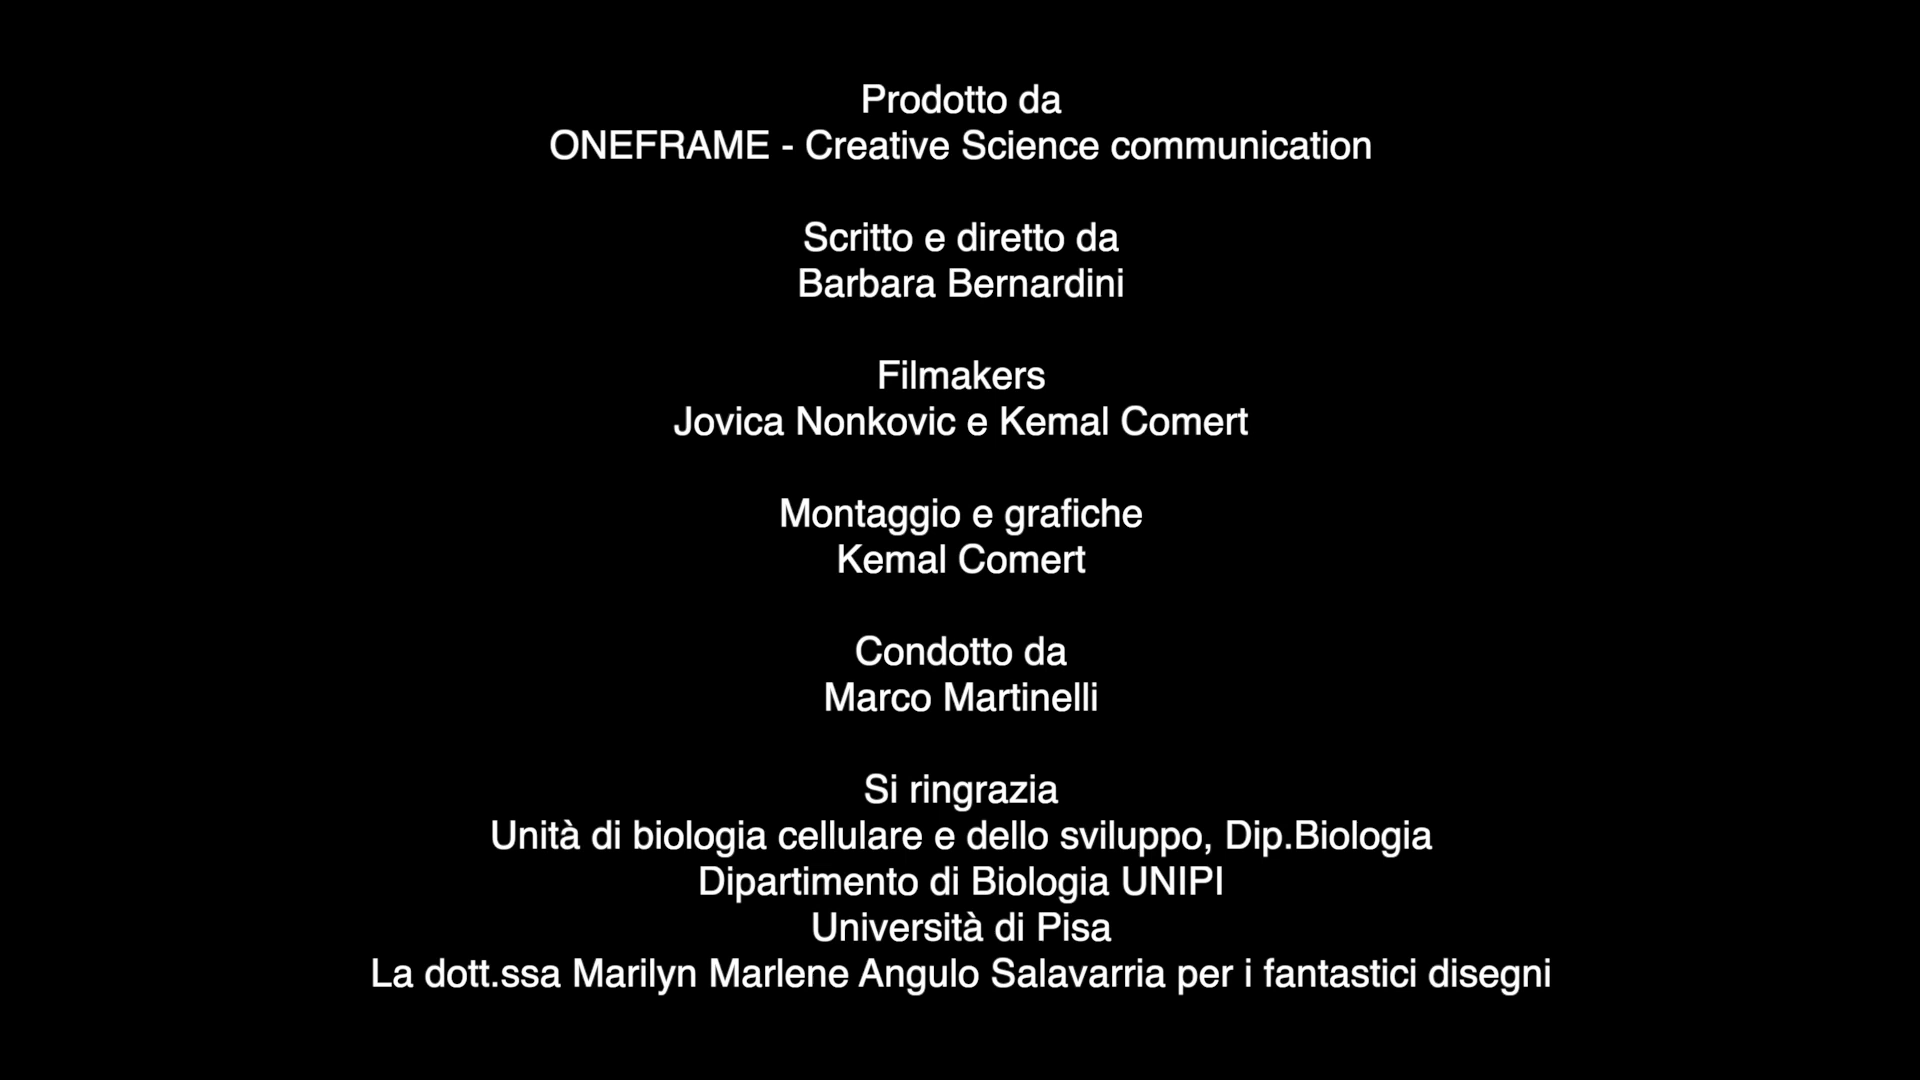 Prodotto da
ONEFRAME - Creative Science communication
Scritto e diretto da
Barbara Bernardini
Filmakers
Jovica Nonkovic e Kemal Comert
Montaggio e grafiche
Kemal Comert
Condotto da
Marco Martinelli
Si ringrazia
Unità di biologia cellulare e dello sviluppo, Dip.Biologia
Dipartimento di Biologia UNIPI
Università di Pisa
La dott.ssa Marilyn Marlene Angulo Salavarria per i fantastici disegni